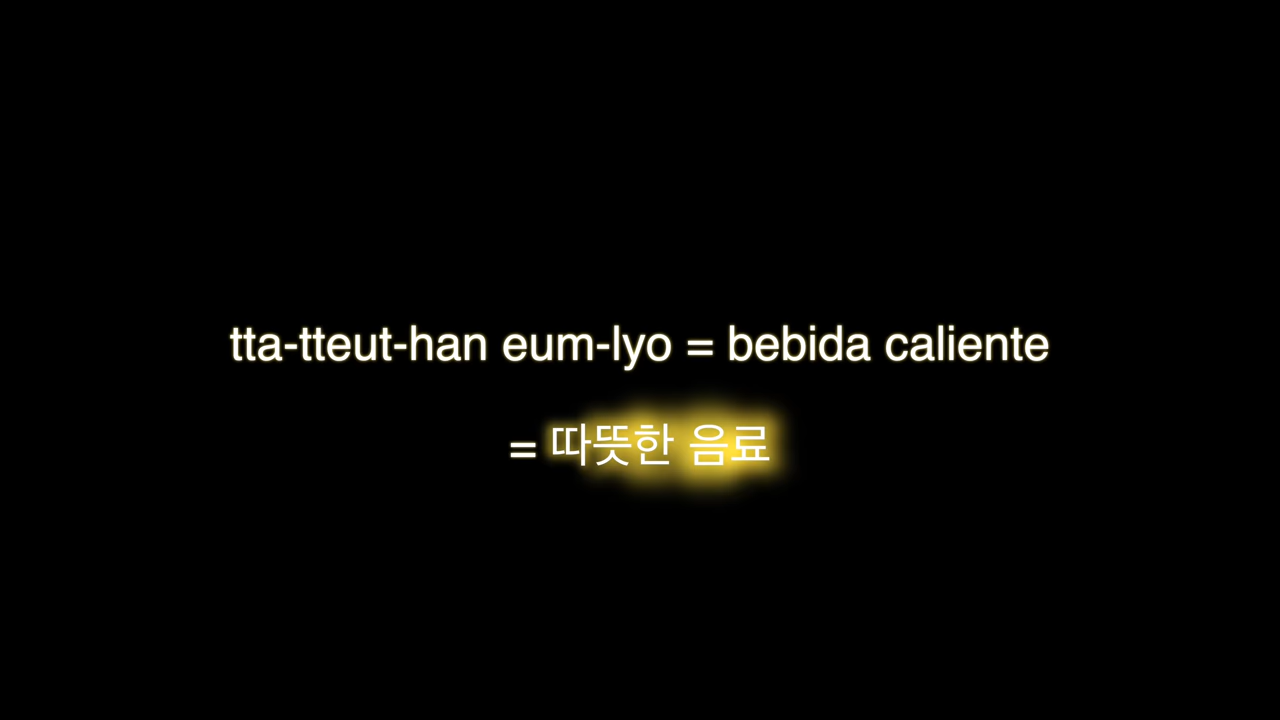 tta-tteut-han eum-lyo = bebida caliente
= 따뜻한 음료